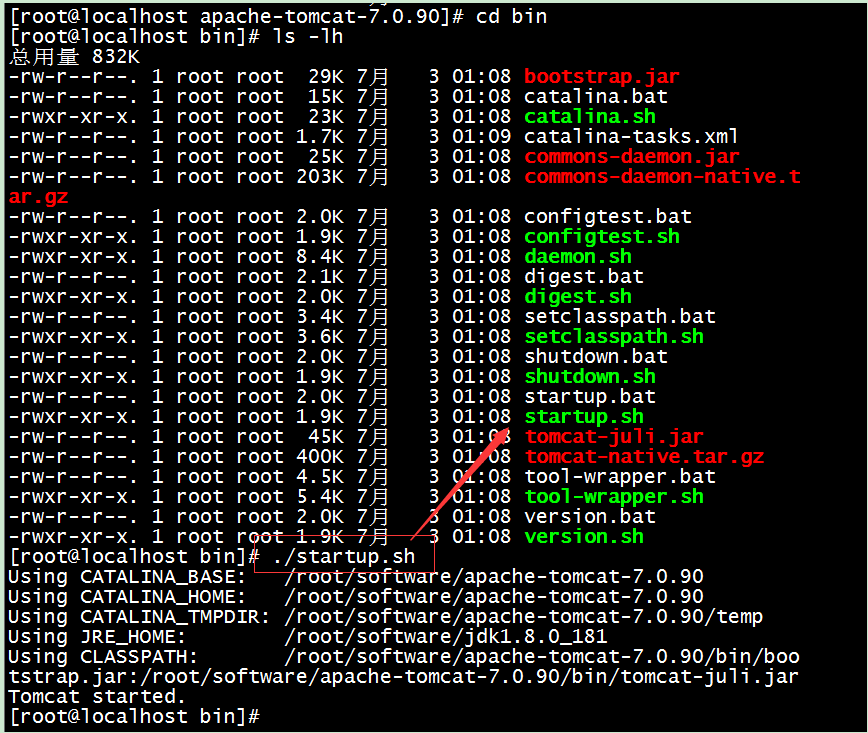 [root@localhost apache-tomcat-7.0.90]# cd bin
[root@localhost bin]# ls -lh
总用量 832K
-rw-r--r--. 1 root root  29K 7月   3 01:08 bootstrap.jar
-rw-r--r--. 1 root root  15K 7月   3 01:08 catalina.bat
-rwxr-xr-x. 1 root root  23K 7月   3 01:08 catalina.sh
-rw-r--r--. 1 root root 1.7K 7月   3 01:09 catalina-tasks.xml
-rw-r--r--. 1 root root  25K 7月   3 01:08 commons-daemon.jar
-rw-r--r--. 1 root root 203K 7月   3 01:08 commons-daemon-native.t
ar.gz
-rw-r--r--. 1 root root 2.0K 7月   3 01:08 configtest.bat
-rwxr-xr-x. 1 root root 1.9K 7月   3 01:08 configtest.sh
-rwxr-xr-x. 1 root root 8.4K 7月   3 01:08 daemon.sh
-rw-r--r--. 1 root root 2.1K 7月   3 01:08 digest.bat
-rwxr-xr-x. 1 root root 2.0K 7月   3 01:08 digest.sh
-rw-r--r--. 1 root root 3.4K 7月   3 01:08 setclasspath.bat
-rwxr-xr-x. 1 root root 3.6K 7月   3 01:08 setclasspath.sh
-rw-r--r--. 1 root root 2.0K 7月   3 01:08 shutdown.bat
-rwxr-xr-x. 1 root root 1.9K 7月   3 01:08 shutdown.sh
-rw-r--r--. 1 root root 2.0K 7月   3 01:08 startup.bat
-rwxr-xr-x. 1 root root 1.9K 7月   3 01:08 startup.sh
-rw-r--r--. 1 root root  45K 7月   3 01:08 tomcat-juli.jar
-rw-r--r--. 1 root root 400K 7月   3 01:08 tomcat-native.tar.gz
-rw-r--r--. 1 root root 4.5K 7月   3 01:08 tool-wrapper.bat
-rwxr-xr-x. 1 root root 5.4K 7月   3 01:08 tool-wrapper.sh
-rw-r--r--. 1 root root 2.0K 7月   3 01:08 version.bat
-rwxr-xr-x. 1 root root 1.9K 7月   3 01:08 version.sh
[root@localhost bin]# ./startup.sh
Using CATALINA_BASE:   /root/software/apache-tomcat-7.0.90
Using CATALINA_HOME:   /root/software/apache-tomcat-7.0.90
Using CATALINA_TMPDIR: /root/software/apache-tomcat-7.0.90/temp
Using JRE_HOME:        /root/software/jdk1.8.0_181
Using CLASSPATH:       /root/software/apache-tomcat-7.0.90/bin/boo
tstrap.jar:/root/software/apache-tomcat-7.0.90/bin/tomcat-juli.jar
Tomcat started.
[root@localhost bin]#